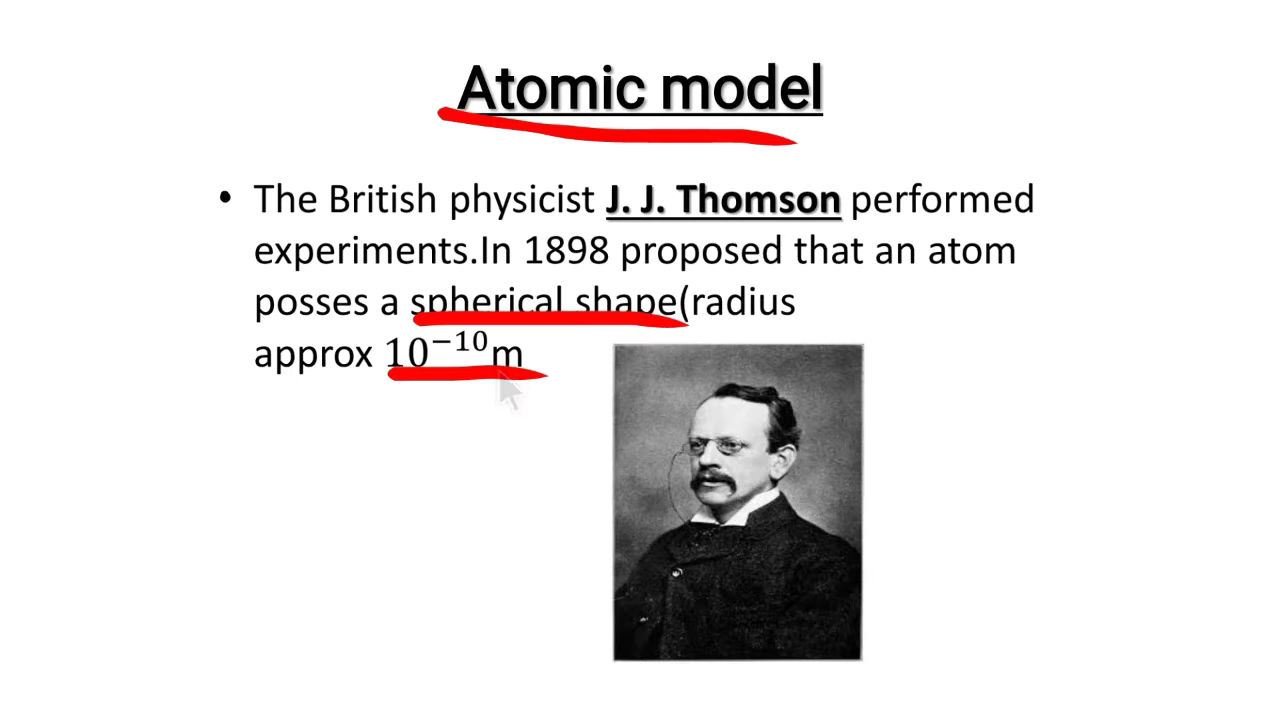 Atomic model
• The British physicist J. J. Thomson performed
experiments.In 1898 proposed that an atom
posses a spherical shape(radius
approx 10⁻¹⁰m